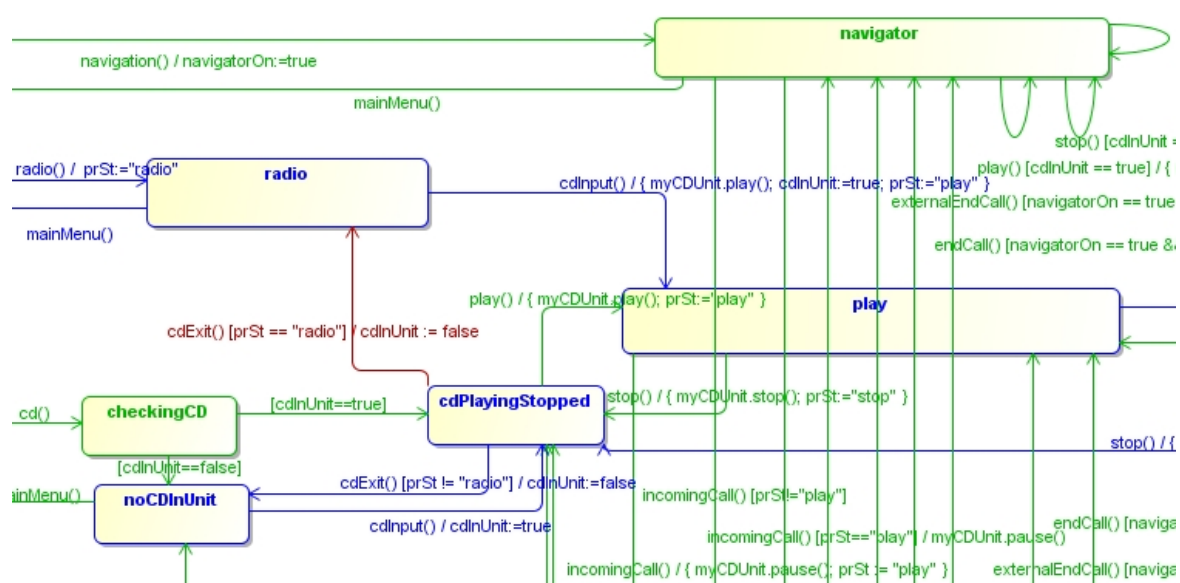 navigator
navigation() / navigatorOn:=true
mainMenu()
stop() [cdInUnit =
radio() / prSt:="radio"
radio
play() [cdInUnit == true] / {
cdInput() / { myCDUnit.play(); cdInUnit:=true; prSt:="play" }
externalEndCall() [navigatorOn == true
mainMenu()
endCall() [navigatorOn == true &
play() / { myCDUnit.play(); prSt:="play" }
play
cdExit() [prSt == "radio"] / cdInUnit := false
cd()
checkingCD
[cdInUnit==true]
cdPlayingStopped
stop() / { myCDUnit.stop(); prSt:="stop" }
stop() / {
[cdInUnit==false]
cdExit() [prSt != "radio"] / cdInUnit:=false
ainMenu()
noCDInUnit
incomingCall() [prSt!="play"]
cdInput() / cdInUnit:=true
endCall() [naviga
incomingCall() [prSt=="play"] / myCDUnit.pause()
incomingCall() / { myCDUnit.pause(); prSt := "play" }
externalEndCall() [naviga